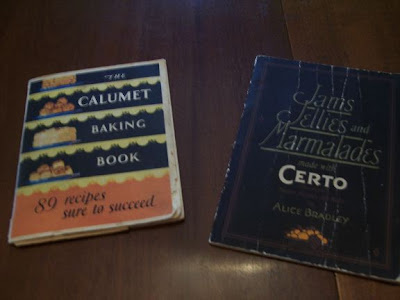 THE
CALUMET
BAKING
BOOK
89 recipes
sure to succeed
Jams
Jellies and
Marmalades
made with
CERTO
ALICE BRADLEY